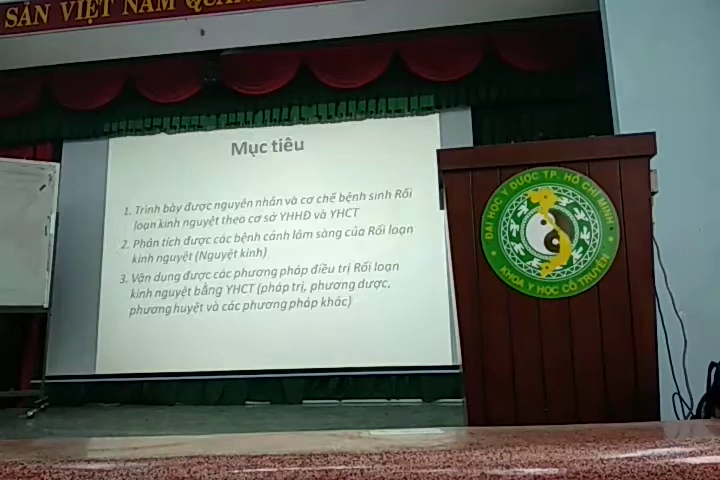 SẢN VIỆT NAM QUANG
Mục tiêu
1. Trình bày được nguyên nhân và cơ chế bệnh sinh Rối
loạn kinh nguyệt theo cơ sở YHHĐ và YHCT
2. Phân tích được các bệnh cảnh lâm sàng của Rối loạn
kinh nguyệt (Nguyệt kinh)
3. Vận dụng được các phương pháp điều trị Rối loạn
kinh nguyệt bằng YHCT (pháp trị, phương dược,
phương huyệt và các phương pháp khác)
ĐẠI HỌC Y DƯỢC TP. HỒ CHÍ MINH
KHOA Y HỌC CỔ TRUYỀN